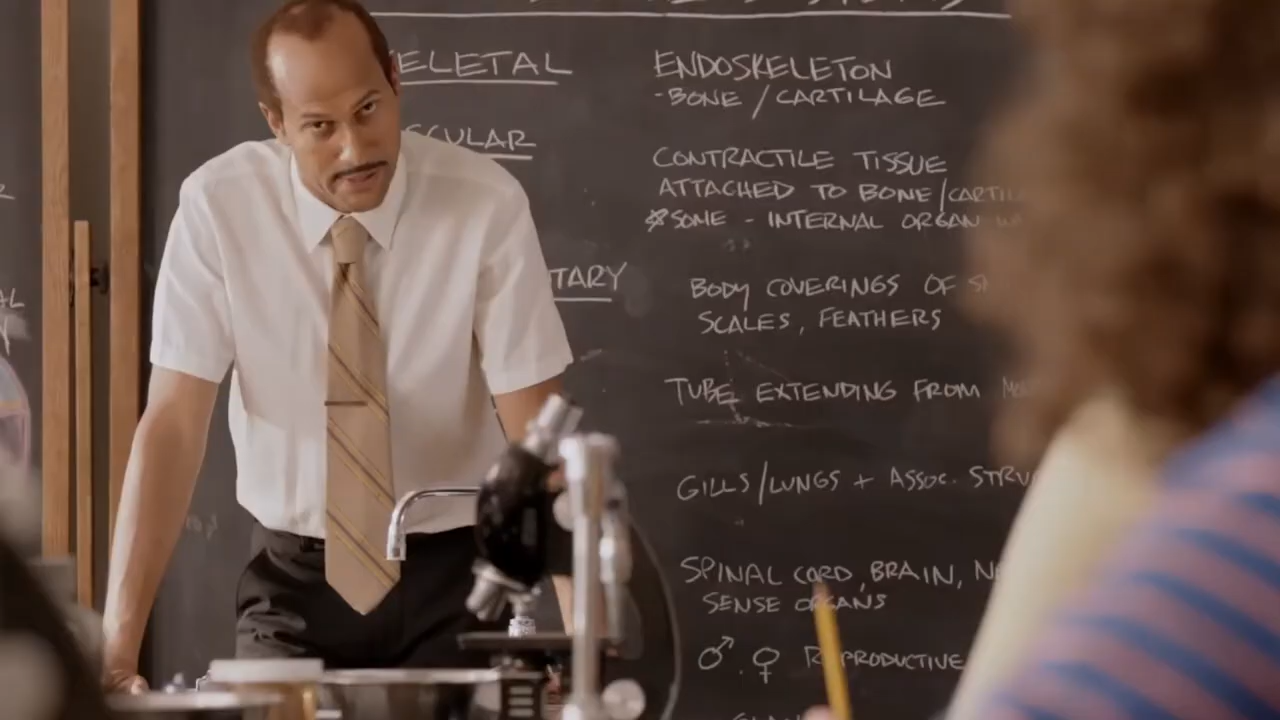 ELETAL
ENDOSKELETON
-BONE / CARTILAGE
SCULAR
CONTRACTILE TISSUE
ATTACHED TO BONE/CARTIL
*SOME - INTERNAL ORGAN
TARY
BODY COVERINGS OF
SCALES, FEATHERS
TUBE EXTENDING FROM
GILLS/LUNGS + ASSOC. STRU
SPINAL CORD, BRAIN, NE
SENSE ORGANS
♂ ♀ REPRODUCTIVE